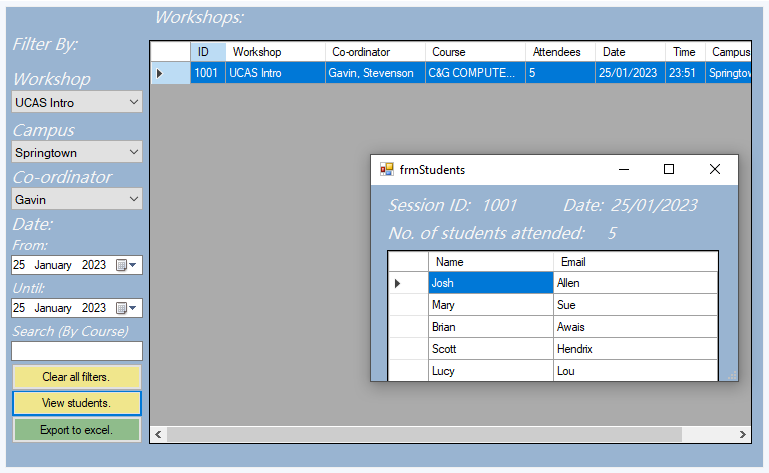 Workshops:
Filter By:
Workshop
UCAS Intro
Campus
Springtown
Co-ordinator
Gavin
Date:
From:
25 January 2023
Until:
25 January 2023
Search (By Course)
Clear all filters.
View students.
Export to excel.
ID Workshop Co-ordinator Course Attendees Date Time Campus
1001 UCAS Intro Gavin, Stevenson C&G COMPUTE... 5 25/01/2023 23:51 Springtow
frmStudents
Session ID: 1001 Date: 25/01/2023
No. of students attended: 5
Name Email
Josh Allen
Mary Sue
Brian Awais
Scott Hendrix
Lucy Lou